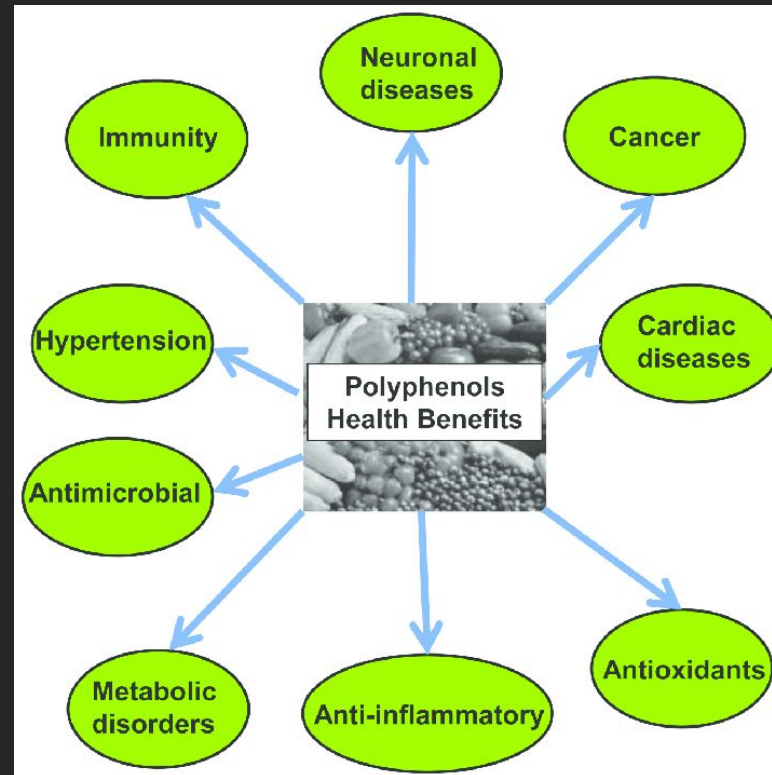 Neuronal
diseases
Immunity
Cancer
Hypertension
Cardiac
diseases
Polyphenols
Health Benefits
Antimicrobial
Metabolic
disorders
Anti-inflammatory
Antioxidants